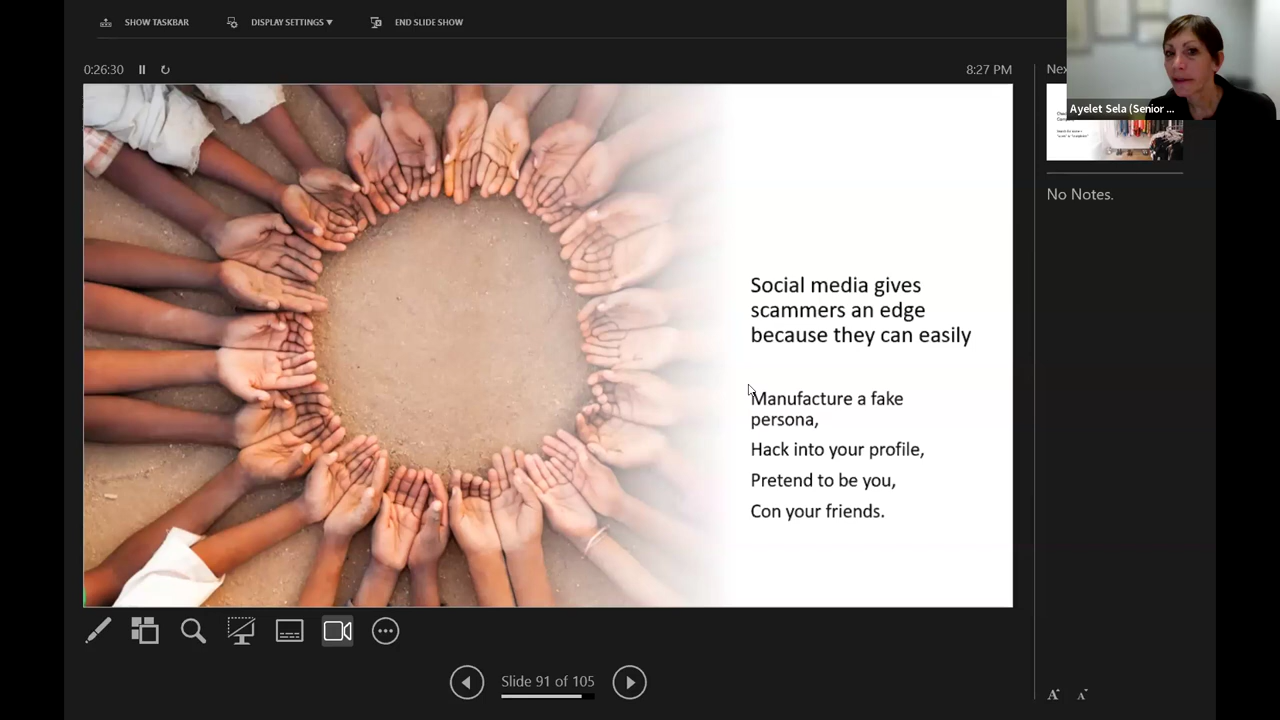 SHOW TASKBAR
DISPLAY SETTINGS ▼
END SLIDE SHOW
0:26:30
8:27 PM
Nex
Ayelet Sela (Senior ...
No Notes.
Social media gives
scammers an edge
because they can easily
Manufacture a fake
persona,
Hack into your profile,
Pretend to be you,
Con your friends.
Slide 91 of 105
A A